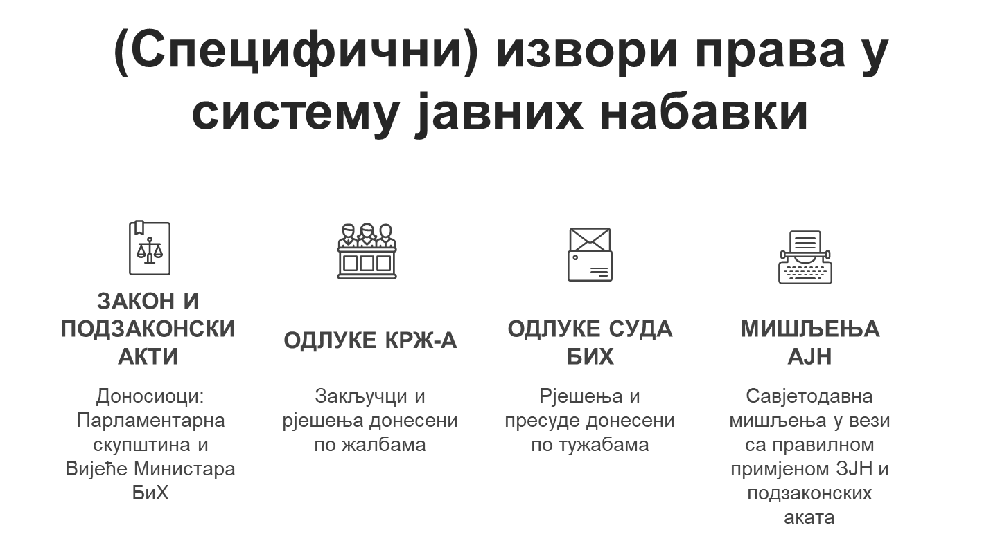 (Специфични) извори права у
систему јавних набавки
ЗАКОН И
ПОДЗАКОНСКИ
АКТИ
Доносиоци:
Парламентарна
скупштина и
Вијеће Министара
БиХ
ОДЛУКЕ КРЖ-А
Закључци и
рјешења донесени
по жалбама
ОДЛУКЕ СУДА
БИХ
Рјешења и
пресуде донесени
по тужабама
МИШЉЕЊА
АЈН
Савјетодавна
мишљења у вези
са правилном
примјеном ЗЈН и
подзаконских
аката